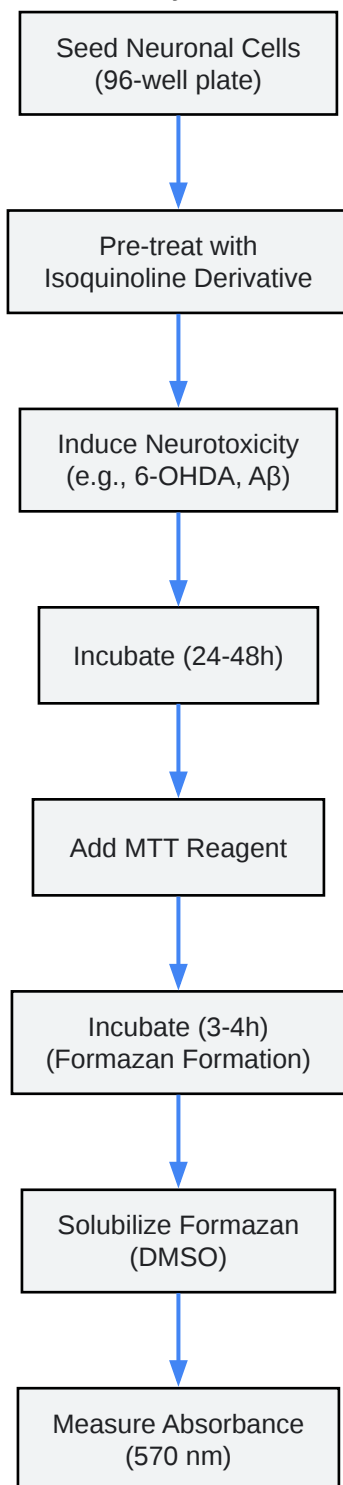 Seed Neuronal Cells
(96-well plate)
Pre-treat with
Isoquinoline Derivative
Induce Neurotoxicity
(e.g., 6-OHDA, Aβ)
Incubate (24-48h)
Add MTT Reagent
Incubate (3-4h)
(Formazan Formation)
Solubilize Formazan
(DMSO)
Measure Absorbance
(570 nm)